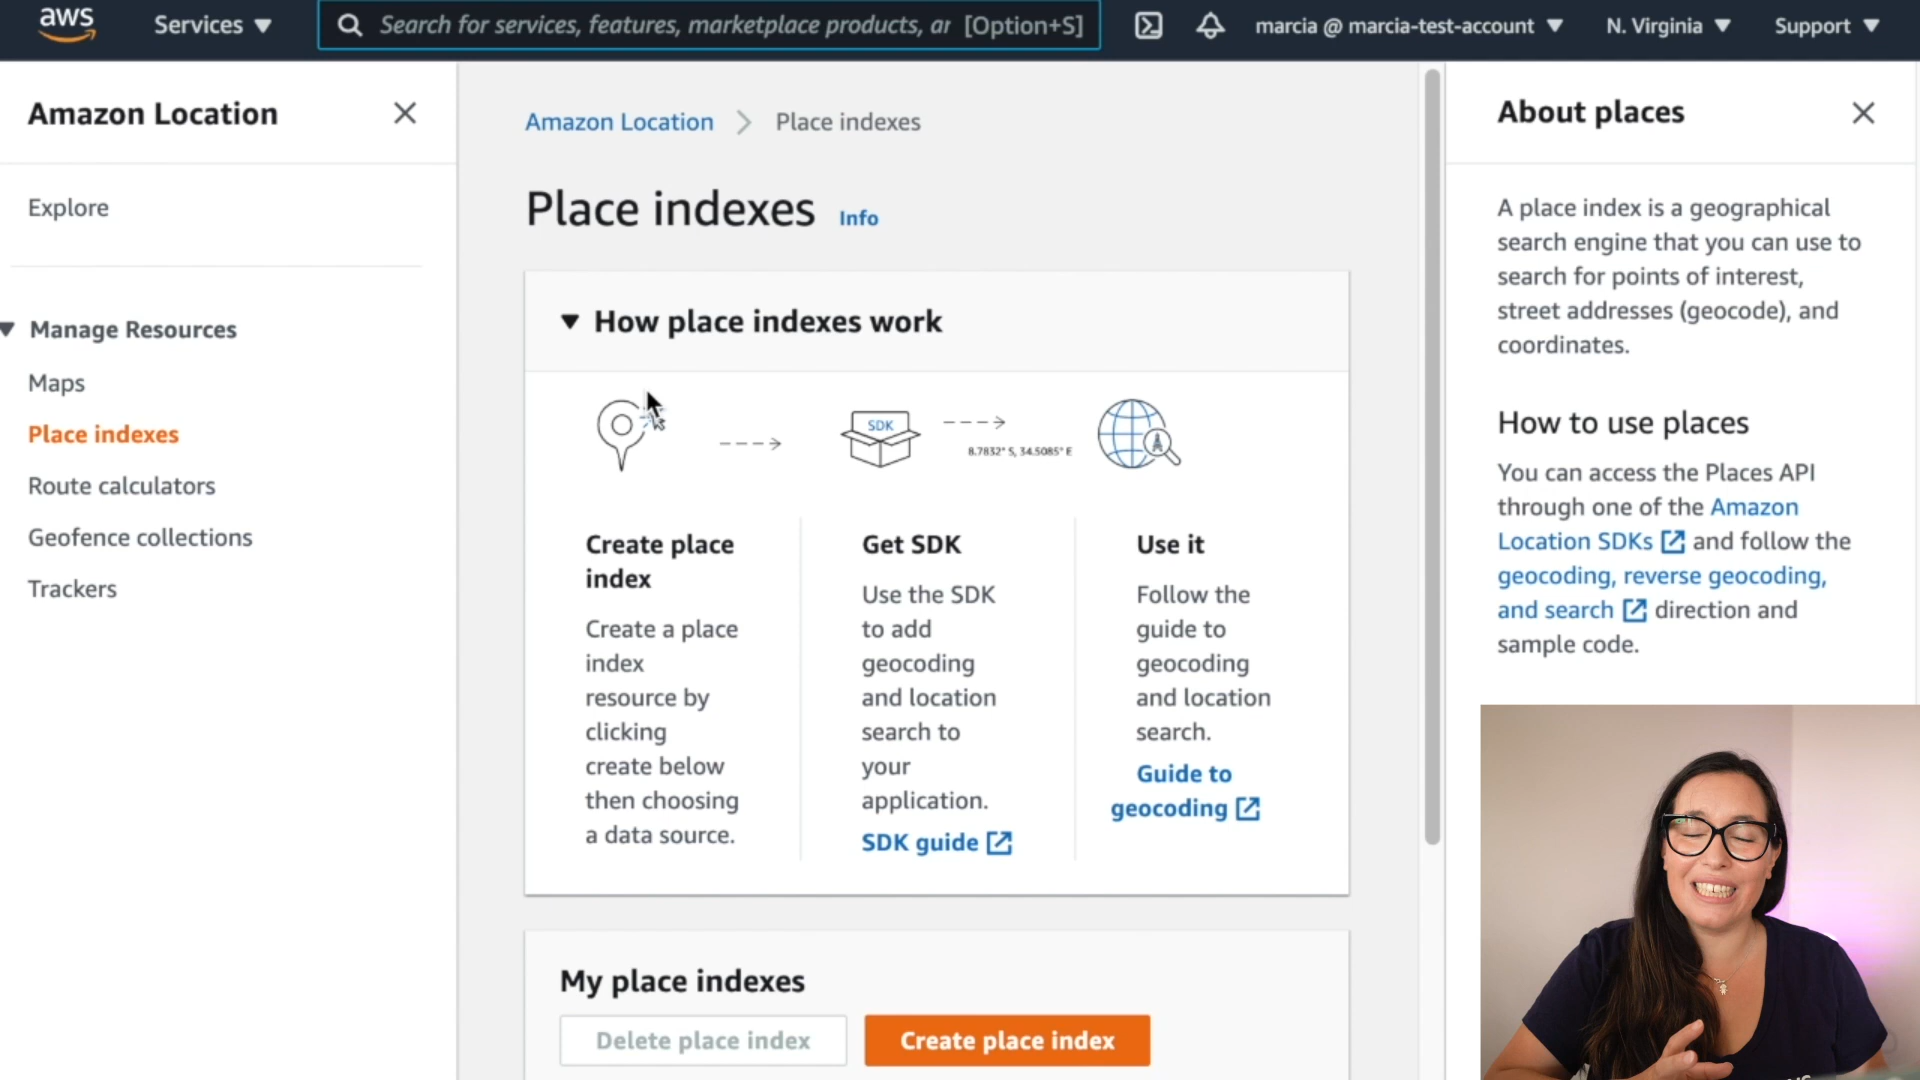 aws
Services
Search for services, features, marketplace products, ar [Option+S]
marcia @ marcia-test-account
N. Virginia
Support
Amazon Location
Explore
Manage Resources
Maps
Place indexes
Route calculators
Geofence collections
Trackers
Amazon Location
Place indexes
Place indexes Info
How place indexes work
SDK
8.7832° S, 34.5085° E
Create place
index
Create a place
index
resource by
clicking
create below
then choosing
a data source.
Get SDK
Use the SDK
to add
geocoding
and location
search to
your
application.
SDK guide
Use it
Follow the
guide to
geocoding
and location
search.
Guide to
geocoding
My place indexes
Delete place index
Create place index
About places
A place index is a geographical
search engine that you can use to
search for points of interest,
street addresses (geocode), and
coordinates.
How to use places
You can access the Places API
through one of the Amazon
Location SDKs and follow the
geocoding, reverse geocoding,
and search direction and
sample code.